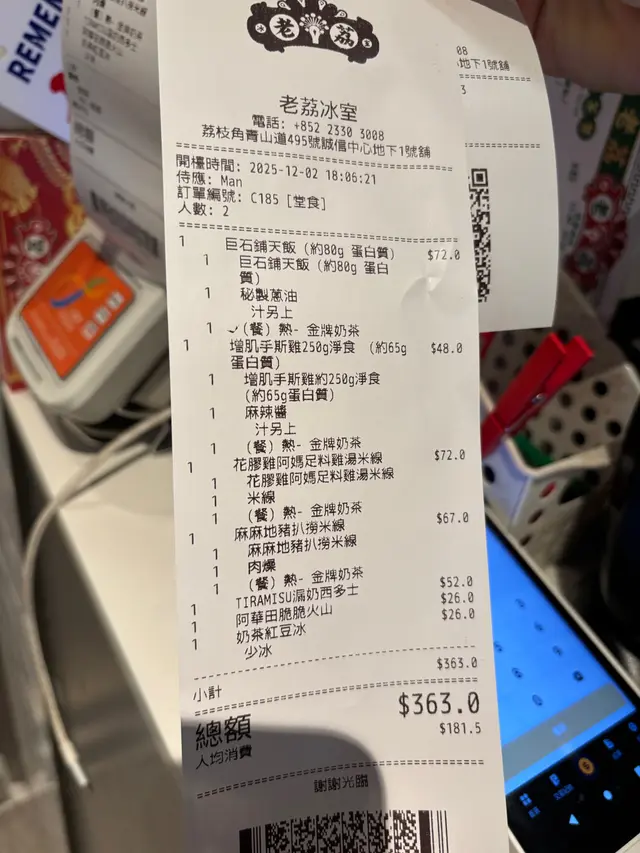 REMEM
老荔
老荔冰室
電話: +852 2330 3008
荔枝角青山道495號誠信中心地下1號舖
開檯時間: 2025-12-02 18:06:21
侍應: Man
訂單編號: C185 [堂食]
人數: 2
1 巨石鋪天飯 (約80g 蛋白質) $72.0
1 巨石鋪天飯 (約80g 蛋白
質)
1 秘製蔥油
汁另上
1 (餐) 熱- 金牌奶茶
1 增肌手斯雞250g淨食 (約65g $48.0
蛋白質)
1 增肌手斯雞約250g淨食
(約65g蛋白質)
1 麻辣醬
汁另上
1 (餐) 熱- 金牌奶茶
1 花膠雞阿媽足料雞湯米線 $72.0
1 花膠雞阿媽足料雞湯米線
1 米線
1 (餐) 熱- 金牌奶茶
1 麻麻地豬扒撈米線 $67.0
1 麻麻地豬扒撈米線
1 肉燥
1 (餐) 熱- 金牌奶茶
1 TIRAMISU漏奶西多士 $52.0
1 阿華田脆脆火山 $26.0
1 奶茶紅豆冰 $26.0
少冰
小計 $363.0
總額 $363.0
人均消費 $181.5
謝謝光臨
08
地下1號舖
3